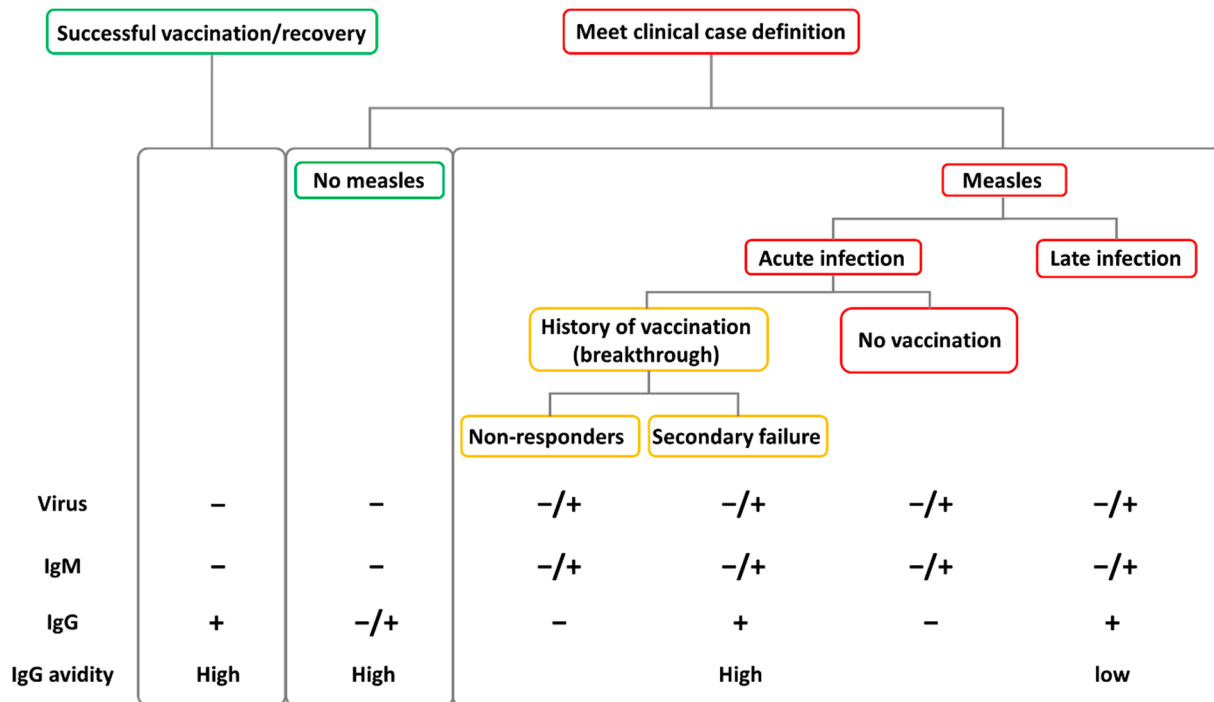 Successful vaccination/recovery
Meet clinical case definition
No measles
Measles
Acute infection
Late infection
History of vaccination
(breakthrough)
No vaccination
Non-responders
Secondary failure
Virus − − −/+ −/+ −/+ −/+
IgM − − −/+ −/+ −/+ −/+
IgG + −/+ − + − +
IgG avidity High High High low